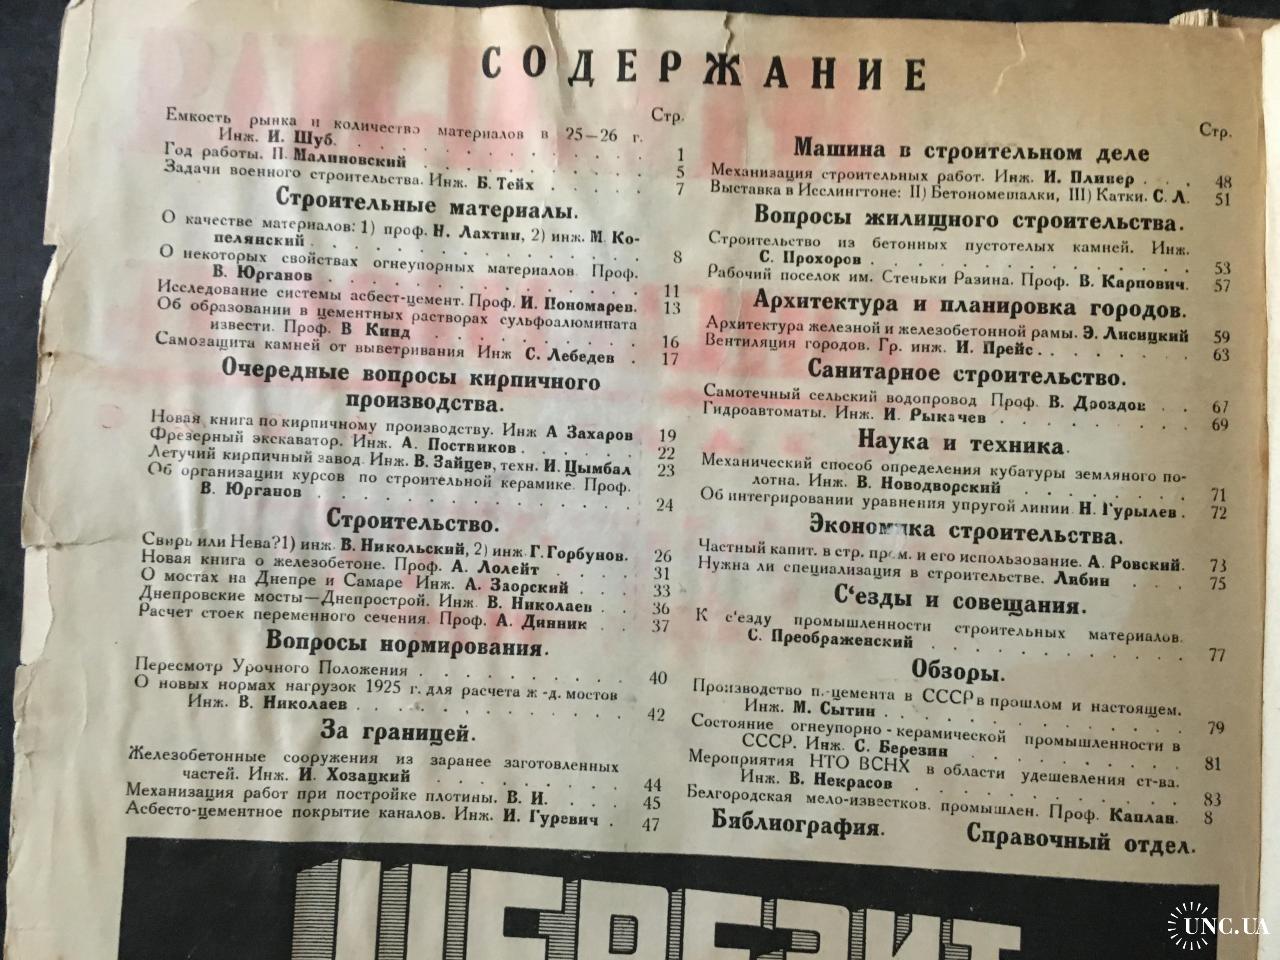 СОДЕРЖАНИЕ
Стр.
Емкость рынка и количество материалов в 25—26 г.
Инж. И. Шуб. . . . . . . . . . . . . 1
Год работы. П. Малиновский . . . . . . . . . 5
Задачи военного строительства. Инж. Б. Тейх . . . . . 7
Строительные материалы.
О качестве материалов: 1) проф. Н. Лахтин, 2) инж. М. Ко-
пелянский . . . . . . . . . . . . . 8
О некоторых свойствах огнеупорных материалов. Проф.
В. Юрганов . . . . . . . . . . . . . 11
Исследование системы асбест-цемент. Проф. И. Пономарев. 13
Об образовании в цементных растворах сульфоалюмината
извести. Проф. В Кинд . . . . . . . . . 16
Самозащита камней от выветривания Инж С. Лебедев . 17
Очередные вопросы кирпичного
производства.
Новая книга по кирпичному производству. Инж А Захаров 19
Фрезерный экскаватор. Инж. А. Поствиков . . . . . . 22
Летучий кирпичный завод. Инж. В. Зайцев, техн. И. Цымбал 23
Об организации курсов по строительной керамике. Проф.
В. Юрганов . . . . . . . . . . . . . 24
Строительство.
Свирь или Нева? 1) инж. В. Никольский, 2) инж Г. Горбунов. 26
Новая книга о железобетоне. Проф. А. Лолейт . . . . 31
О мостах на Днепре и Самаре Инж. А. Заорский . . . 33
Днепровские мосты—Днепрострой. Инж. В. Николаев . . 36
Расчет стоек переменного сечения. Проф. А. Динник . . 37
Вопросы нормирования.
Пересмотр Урочного Положения . . . . . . . . . 40
О новых нормах нагрузок 1925 г. для расчета ж.-д. мостов
Инж. В. Николаев . . . . . . . . . . . 42
За границей.
Железобетонные сооружения из заранее заготовленных
частей. Инж. И. Хозацкий . . . . . . . . 44
Механизация работ при постройке плотины. В. И. . . . . 45
Асбесто-цементное покрытие каналов. Инж. И. Гуревич . 47
Стр.
Машина в строительном деле
Механизация строительных работ. Инж. И. Пливер . . . 48
Выставка в Исслингтоне: II) Бетономешалки, III) Катки. С. Л. 51
Вопросы жилищного строительства.
Строительство из бетонных пустотелых камней. Инж.
С. Прохоров . . . . . . . . . . . . 53
Рабочий поселок им. Стеньки Разина. Проф. В. Карпович. 57
Архитектура и планировка городов.
Архитектура железной и железобетонной рамы. Э. Лисицкий 59
Вентиляция городов. Гр. инж. И. Прейс . . . . . . . 63
Санитарное строительство.
Самотечный сельский водопровод Проф. В. Дроздов . . 67
Гидроавтоматы. Инж. И. Рыкачев . . . . . . . . 69
Наука и техника.
Механический способ определения кубатуры земляного по-
лотна. Инж. В. Новодворский . . . . . . . . 71
Об интегрировании уравнения упругой линии Н. Гурылев . 72
Экономика строительства.
Частный капит. в стр. пром. и его использование. А. Ровский. 73
Нужна ли специализация в строительстве. Лябин . . . 75
С'езды и совещания.
К с'езду промышленности строительных материалов.
С. Преображенский . . . . . . . . . . . 77
Обзоры.
Производство п.-цемента в СССР в прошлом и настоящем.
Инж. М. Сытин . . . . . . . . . . . . 79
Состояние огнеупорно-керамической промышленности в
СССР. Инж. С. Березин . . . . . . . . . 81
Мероприятия НТО ВСНХ в области удешевления ст-ва.
Инж. В. Некрасов . . . . . . . . . . . 83
Белгородская мело-известков. промышлен. Проф. Каплан. 8
Библиография. Справочный отдел.
ЦЕРЕЗИТ
UNC.UA